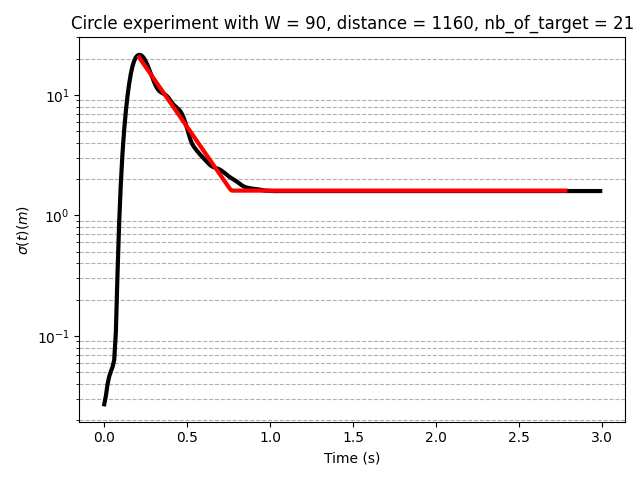 Circle experiment with W = 90, distance = 1160, nb_of_target = 21
10¹
10⁰
10⁻¹
σ(t)(m)
0.0 0.5 1.0 1.5 2.0 2.5 3.0
Time (s)